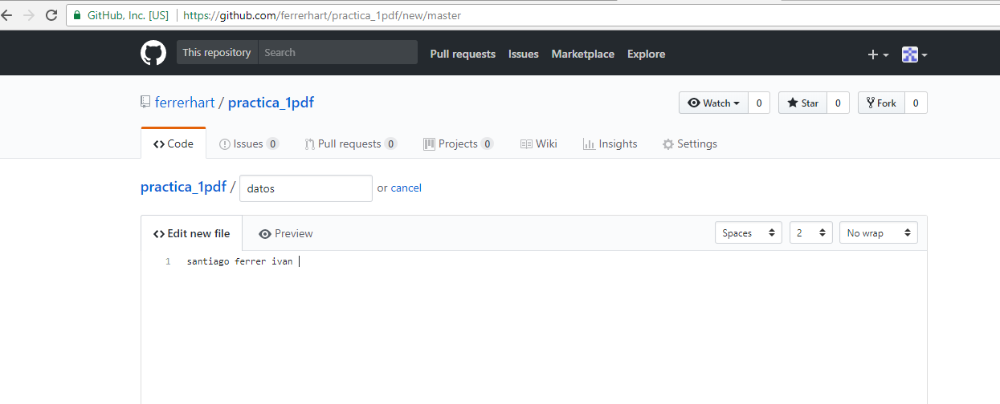 GitHub, Inc. [US] https://github.com/ferrerhart/practica_1pdf/new/master
This repository Search Pull requests Issues Marketplace Explore
ferrerhart / practica_1pdf Watch 0 Star 0 Fork 0
Code Issues 0 Pull requests 0 Projects 0 Wiki Insights Settings
practica_1pdf / datos or cancel
Edit new file Preview Spaces 2 No wrap
1 santiago ferrer ivan